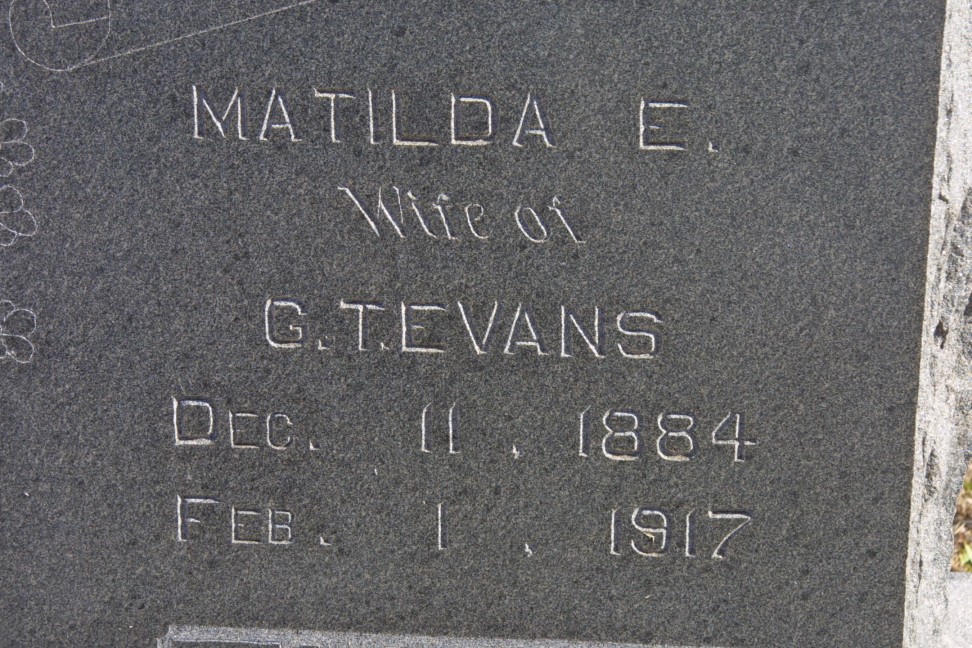 MATILDA E.
Wife of
G.T.EVANS
DEC. 11, 1884
FEB. 1, 1917